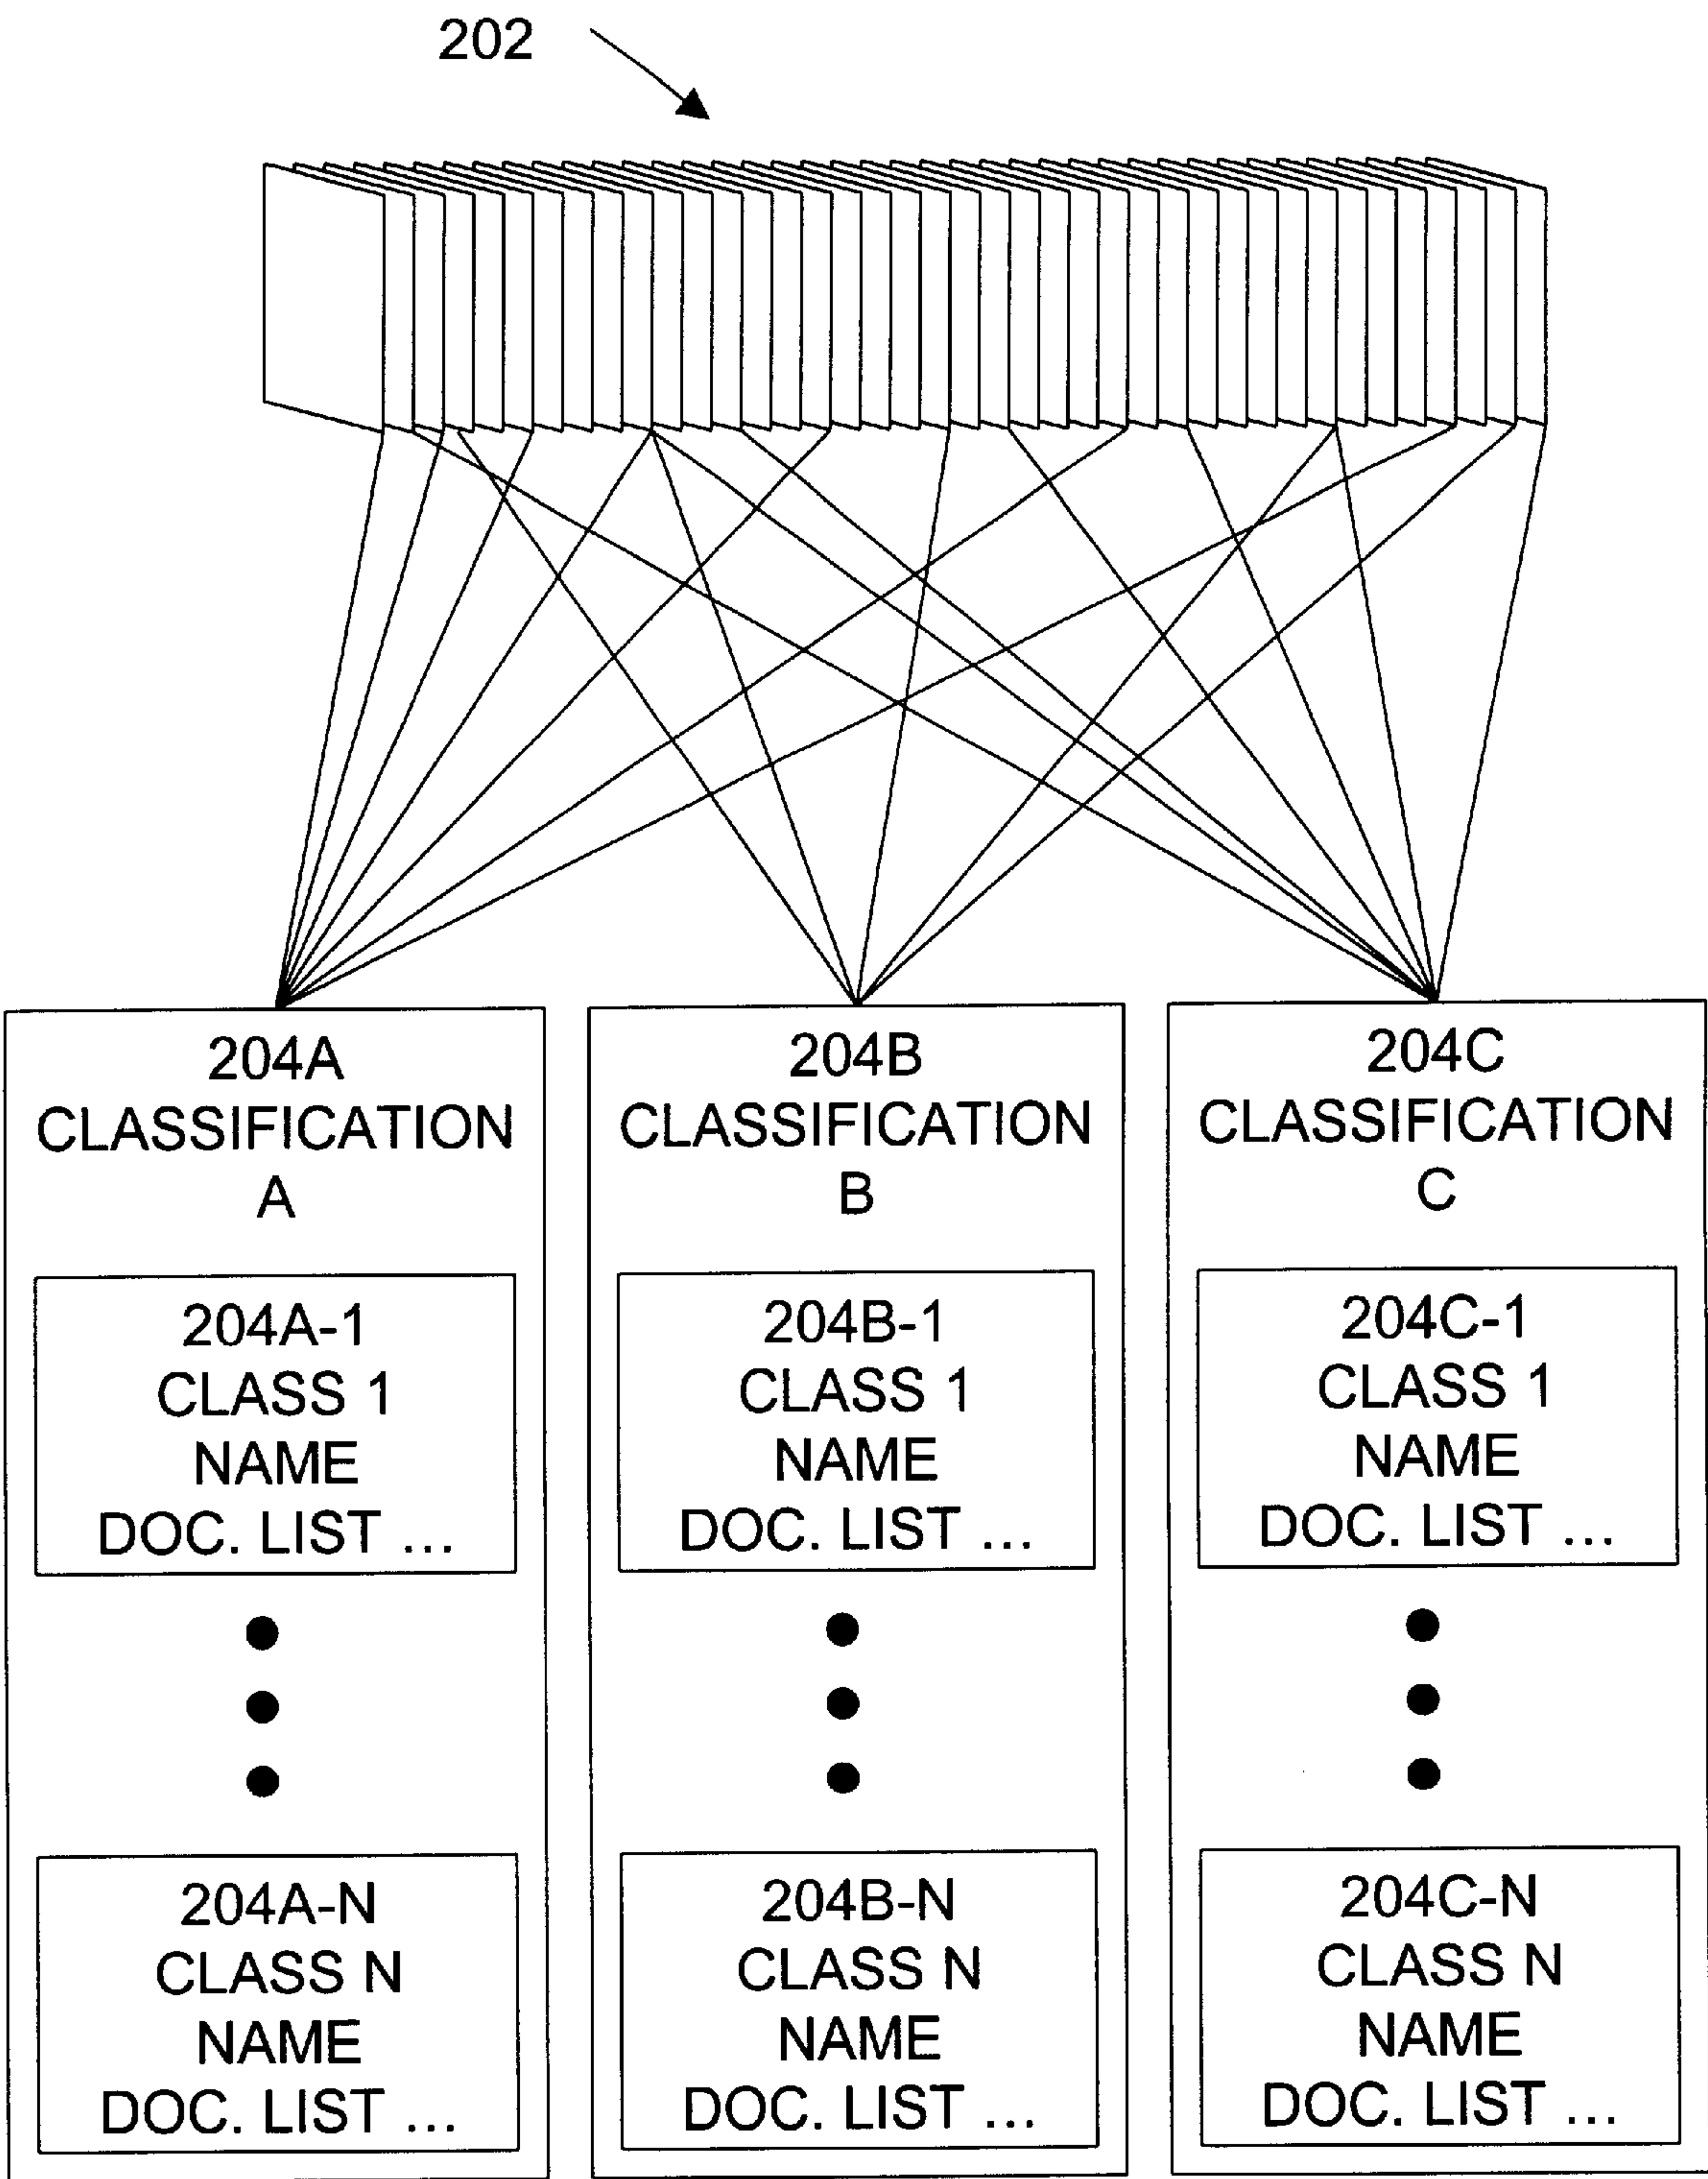 202
204A
CLASSIFICATION
A
204A-1
CLASS 1
NAME
DOC. LIST ...
204A-N
CLASS N
NAME
DOC. LIST ...
204B
CLASSIFICATION
B
204B-1
CLASS 1
NAME
DOC. LIST ...
204B-N
CLASS N
NAME
DOC. LIST ...
204C
CLASSIFICATION
C
204C-1
CLASS 1
NAME
DOC. LIST ...
204C-N
CLASS N
NAME
DOC. LIST ...